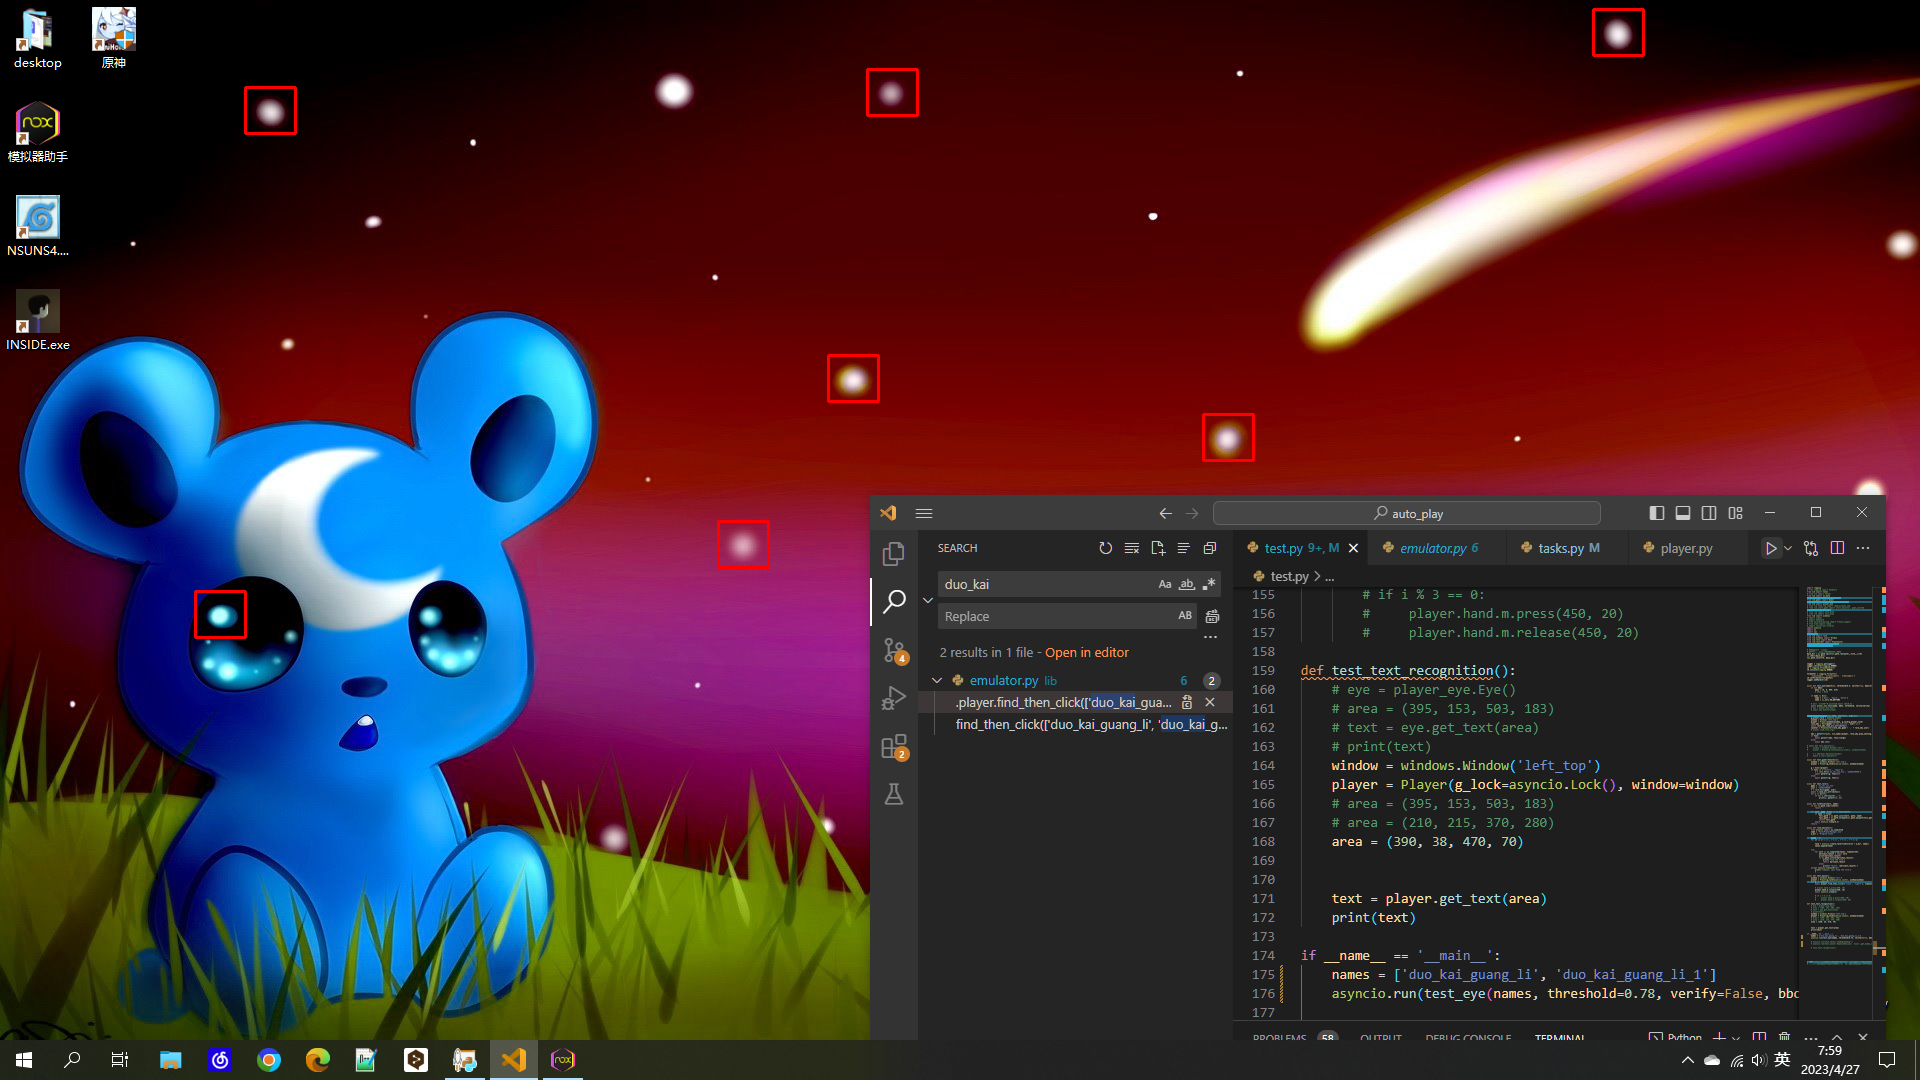 desktop
原神
nox
模拟器助手
NSUNS4....
INSIDE.exe
auto_play
SEARCH
duo_kai
Aa ab
Replace
AB
2 results in 1 file - Open in editor
emulator.py lib 6 2
.player.find_then_click(['duo_kai_gua...
find_then_click(['duo_kai_guang_li', 'duo_kai_g...
4
2
test.py 9+, M
emulator.py 6
tasks.py M
player.py
test.py > ...
155 # if i % 3 == 0:
156 #     player.hand.m.press(450, 20)
157 #     player.hand.m.release(450, 20)
158
159 def test_text_recognition():
160 # eye = player_eye.Eye()
161 # area = (395, 153, 503, 183)
162 # text = eye.get_text(area)
163 # print(text)
164 window = windows.Window('left_top')
165 player = Player(g_lock=asyncio.Lock(), window=window)
166 # area = (395, 153, 503, 183)
167 # area = (210, 215, 370, 280)
168 area = (390, 38, 470, 70)
169
170
171 text = player.get_text(area)
172 print(text)
173
174 if __name__ == '__main__':
175 names = ['duo_kai_guang_li', 'duo_kai_guang_li_1']
176 asyncio.run(test_eye(names, threshold=0.78, verify=False, bbo
177
PROBLEMS 58 OUTPUT DEBUG CONSOLE TERMINAL Python
英
7:59
2023/4/27